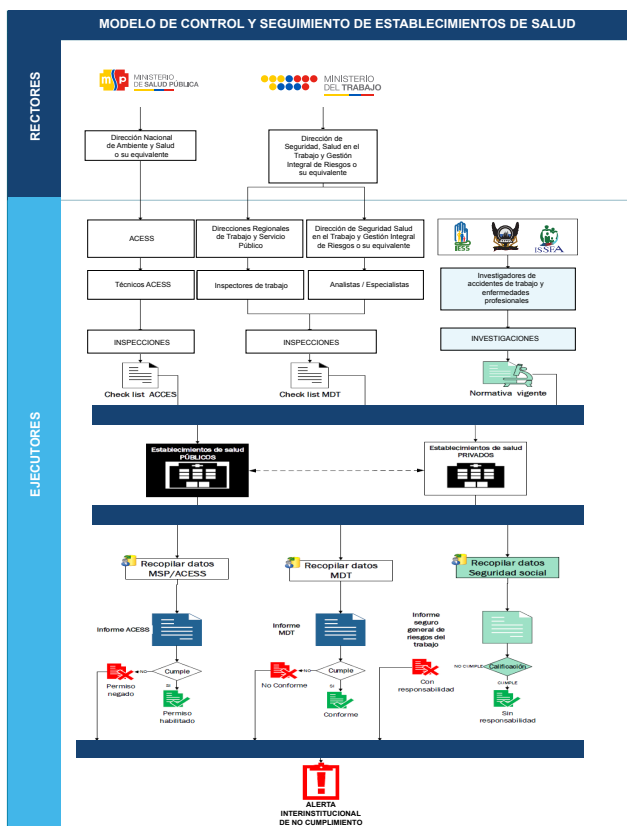 MODELO DE CONTROL Y SEGUIMIENTO DE ESTABLECIMIENTOS DE SALUD
RECTORES
msp
MINISTERIO
DE SALUD PÚBLICA
MINISTERIO
DEL TRABAJO
Dirección Nacional
de Ambiente y Salud
o su equivalente
Dirección de
Seguridad, Salud en el
Trabajo y Gestión
Integral de Riesgos o
su equivalente
EJECUTORES
ACESS
Direcciones Regionales
de Trabajo y Servicio
Público
Dirección de Seguridad Salud
en el Trabajo y Gestión Integral
de Riesgos o su equivalente
IESS
ISSFA
Técnicos ACESS
Inspectores de trabajo
Analistas / Especialistas
Investigadores de
accidentes de trabajo y
enfermedades
profesionales
INSPECCIONES
INSPECCIONES
INVESTIGACIONES
Check list ACCES
Check list MDT
Normativa vigente
Establecimientos de salud
PÚBLICOS
Establecimientos de salud
PRIVADOS
Recopilar datos
MSP/ACESS
Recopilar datos
MDT
Recopilar datos
Seguridad social
Informe ACESS
Informe
MDT
Informe
seguro
general de
riesgos del
trabajo
Permiso
negado
NO
Cumple
SI
Permiso
habilitado
No Conforme
NO
Cumple
SI
Conforme
Con
responsabilidad
NO CUMPLE
Calificación
CUMPLE
Sin
responsabilidad
ALERTA
INTERINSTITUCIONAL
DE NO CUMPLIMIENTO